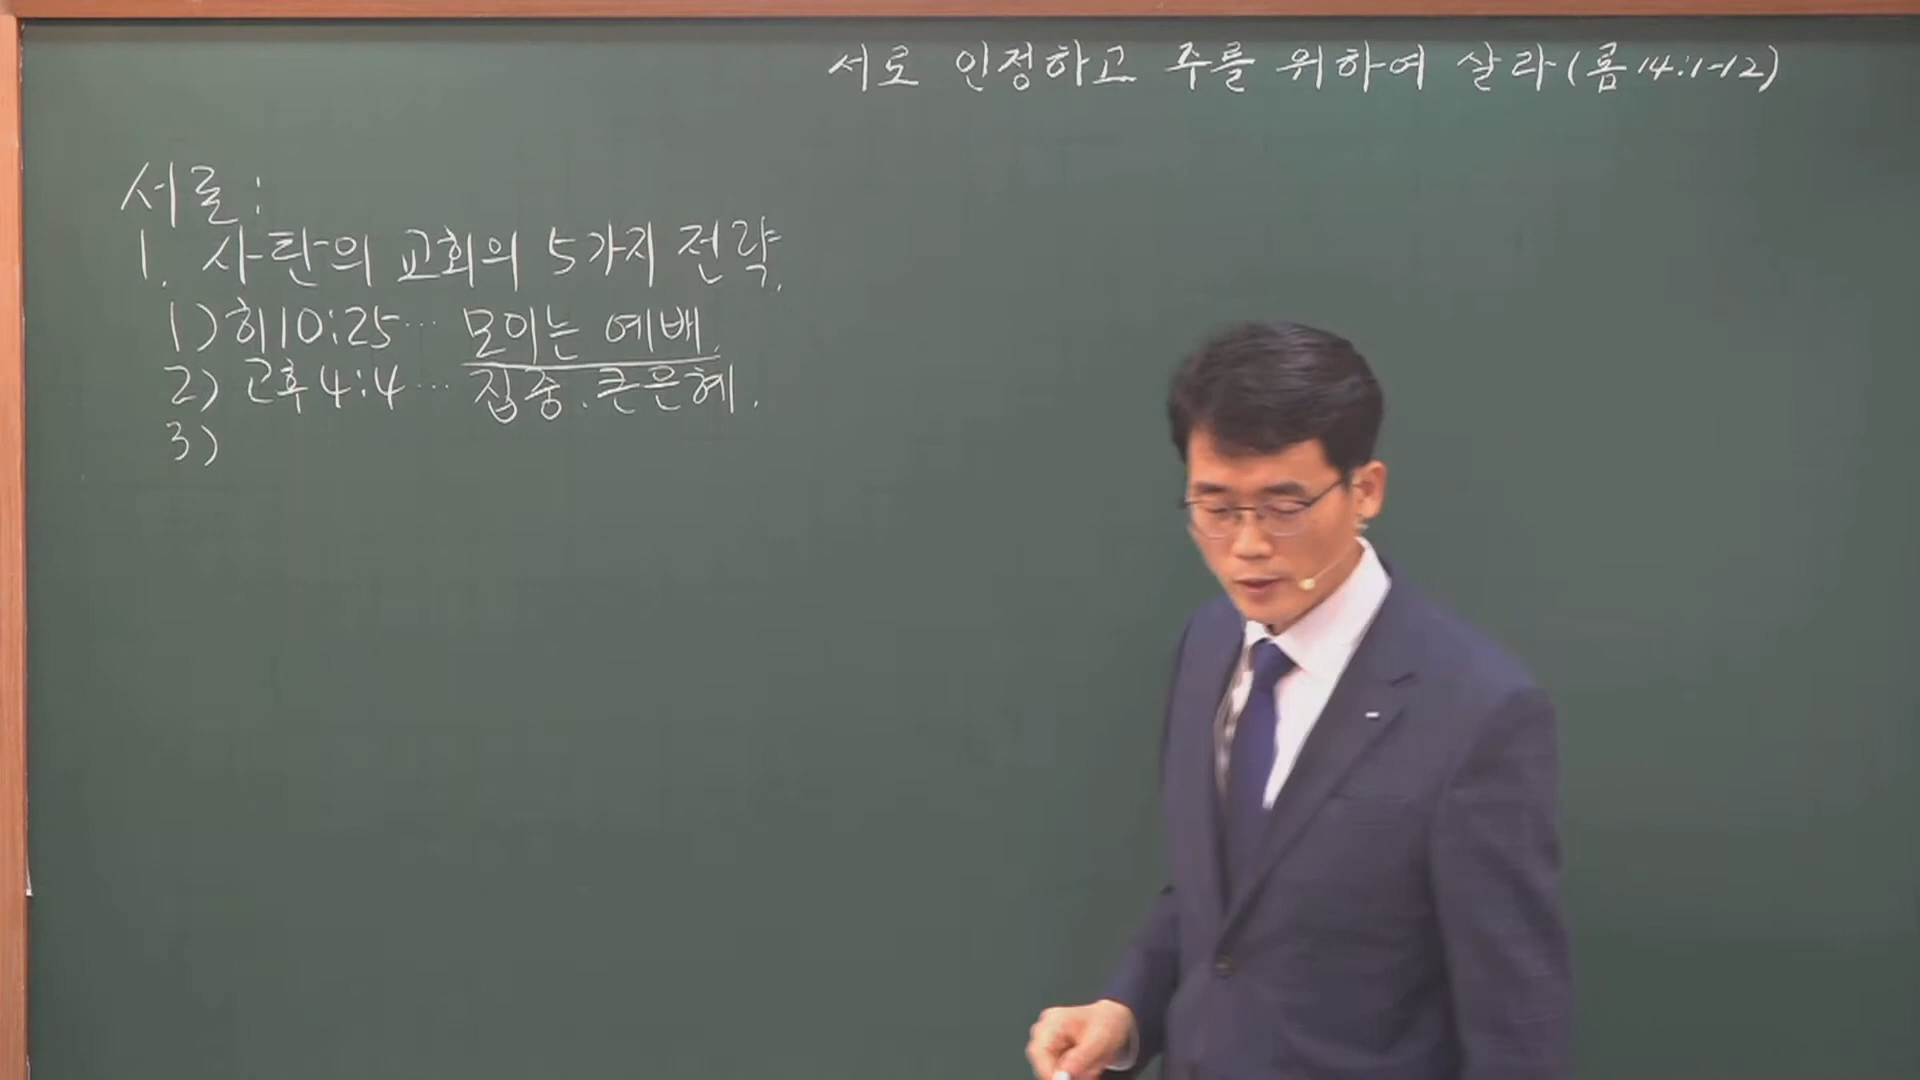 서로 인정하고 주를 위하여 살라(롬 14:1-12)
서론:
1. 사탄의 교회의 5가지 전략.
1) 히10:25… 모이는 예배.
2) 고후4:4… 집중.큰은혜.
3)